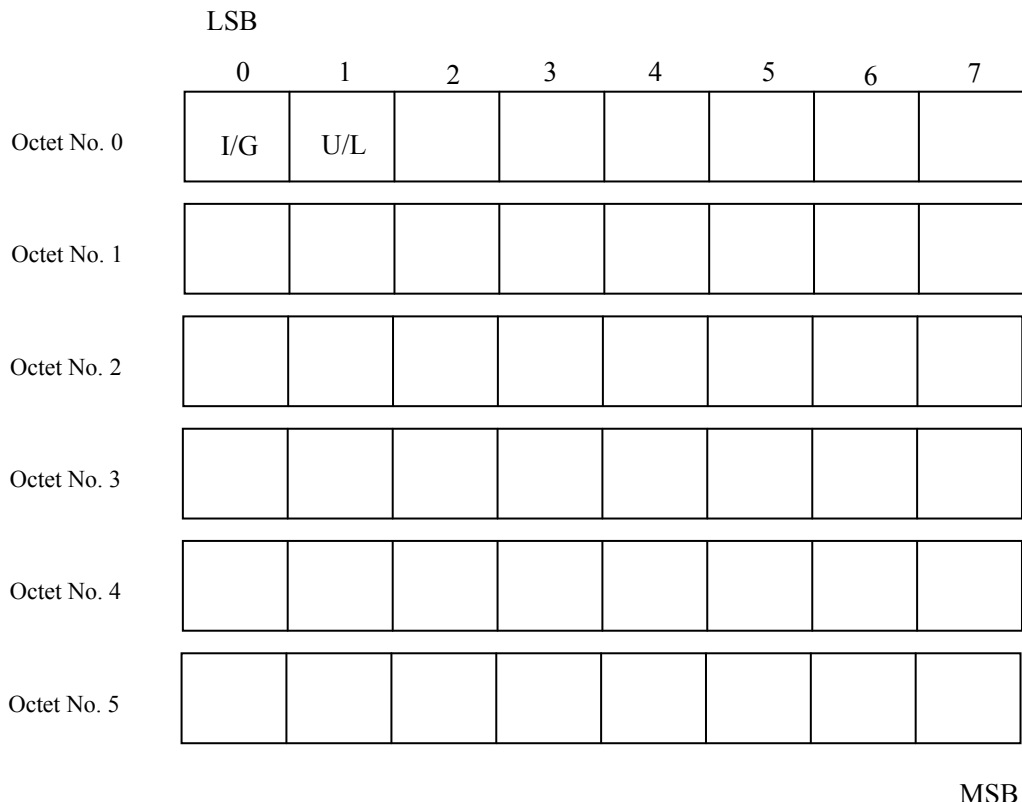 LSB
0 1 2 3 4 5 6 7
Octet No. 0 I/G U/L
Octet No. 1
Octet No. 2
Octet No. 3
Octet No. 4
Octet No. 5
MSB